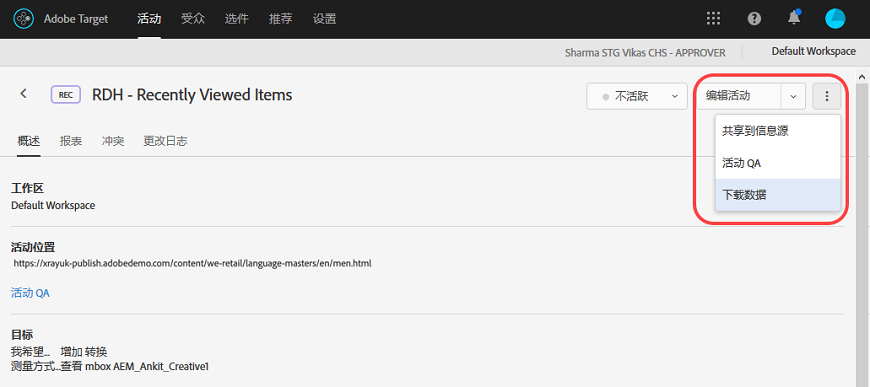 Adobe Target 活动 受众 选件 推荐 设置
Sharma STG Vikas CHS - APPROVER Default Workspace
REC RDH - Recently Viewed Items 不活跃 编辑活动
共享到信息源
活动 QA
下载数据
概述 报表 冲突 更改日志
工作区
Default Workspace
活动位置
https://xrayuk-publish.adobedemo.com/content/we-retail/language-masters/en/men.html
活动 QA
目标
我希望... 增加 转换
测量方式...查看 mbox AEM_Ankit_Creative1